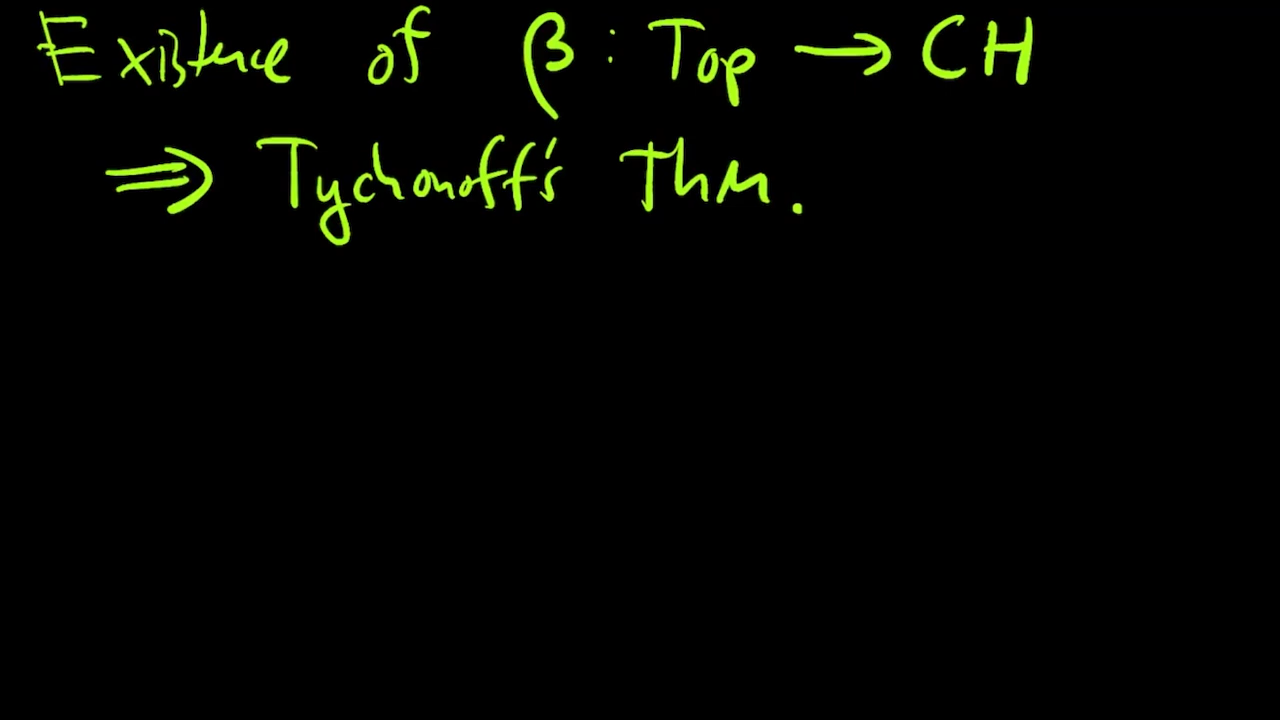 Existence of β : Top → CH
⇒ Tychonoff's Thm.